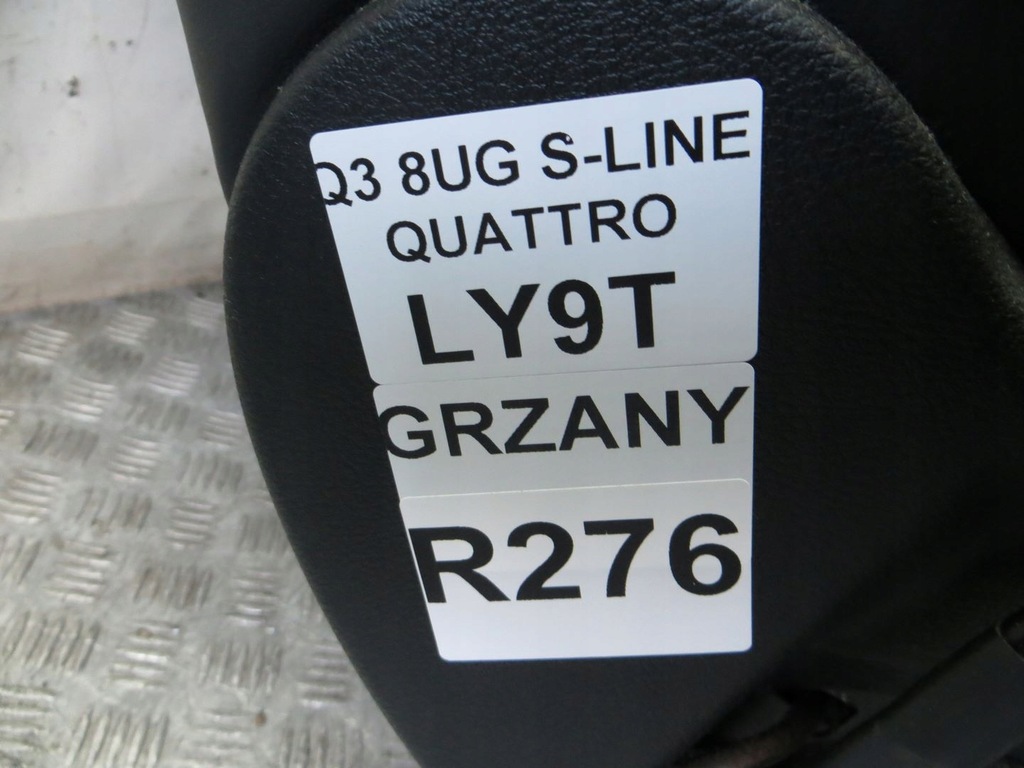 Q3 8UG S-LINE
QUATTRO
LY9T
GRZANY
R276